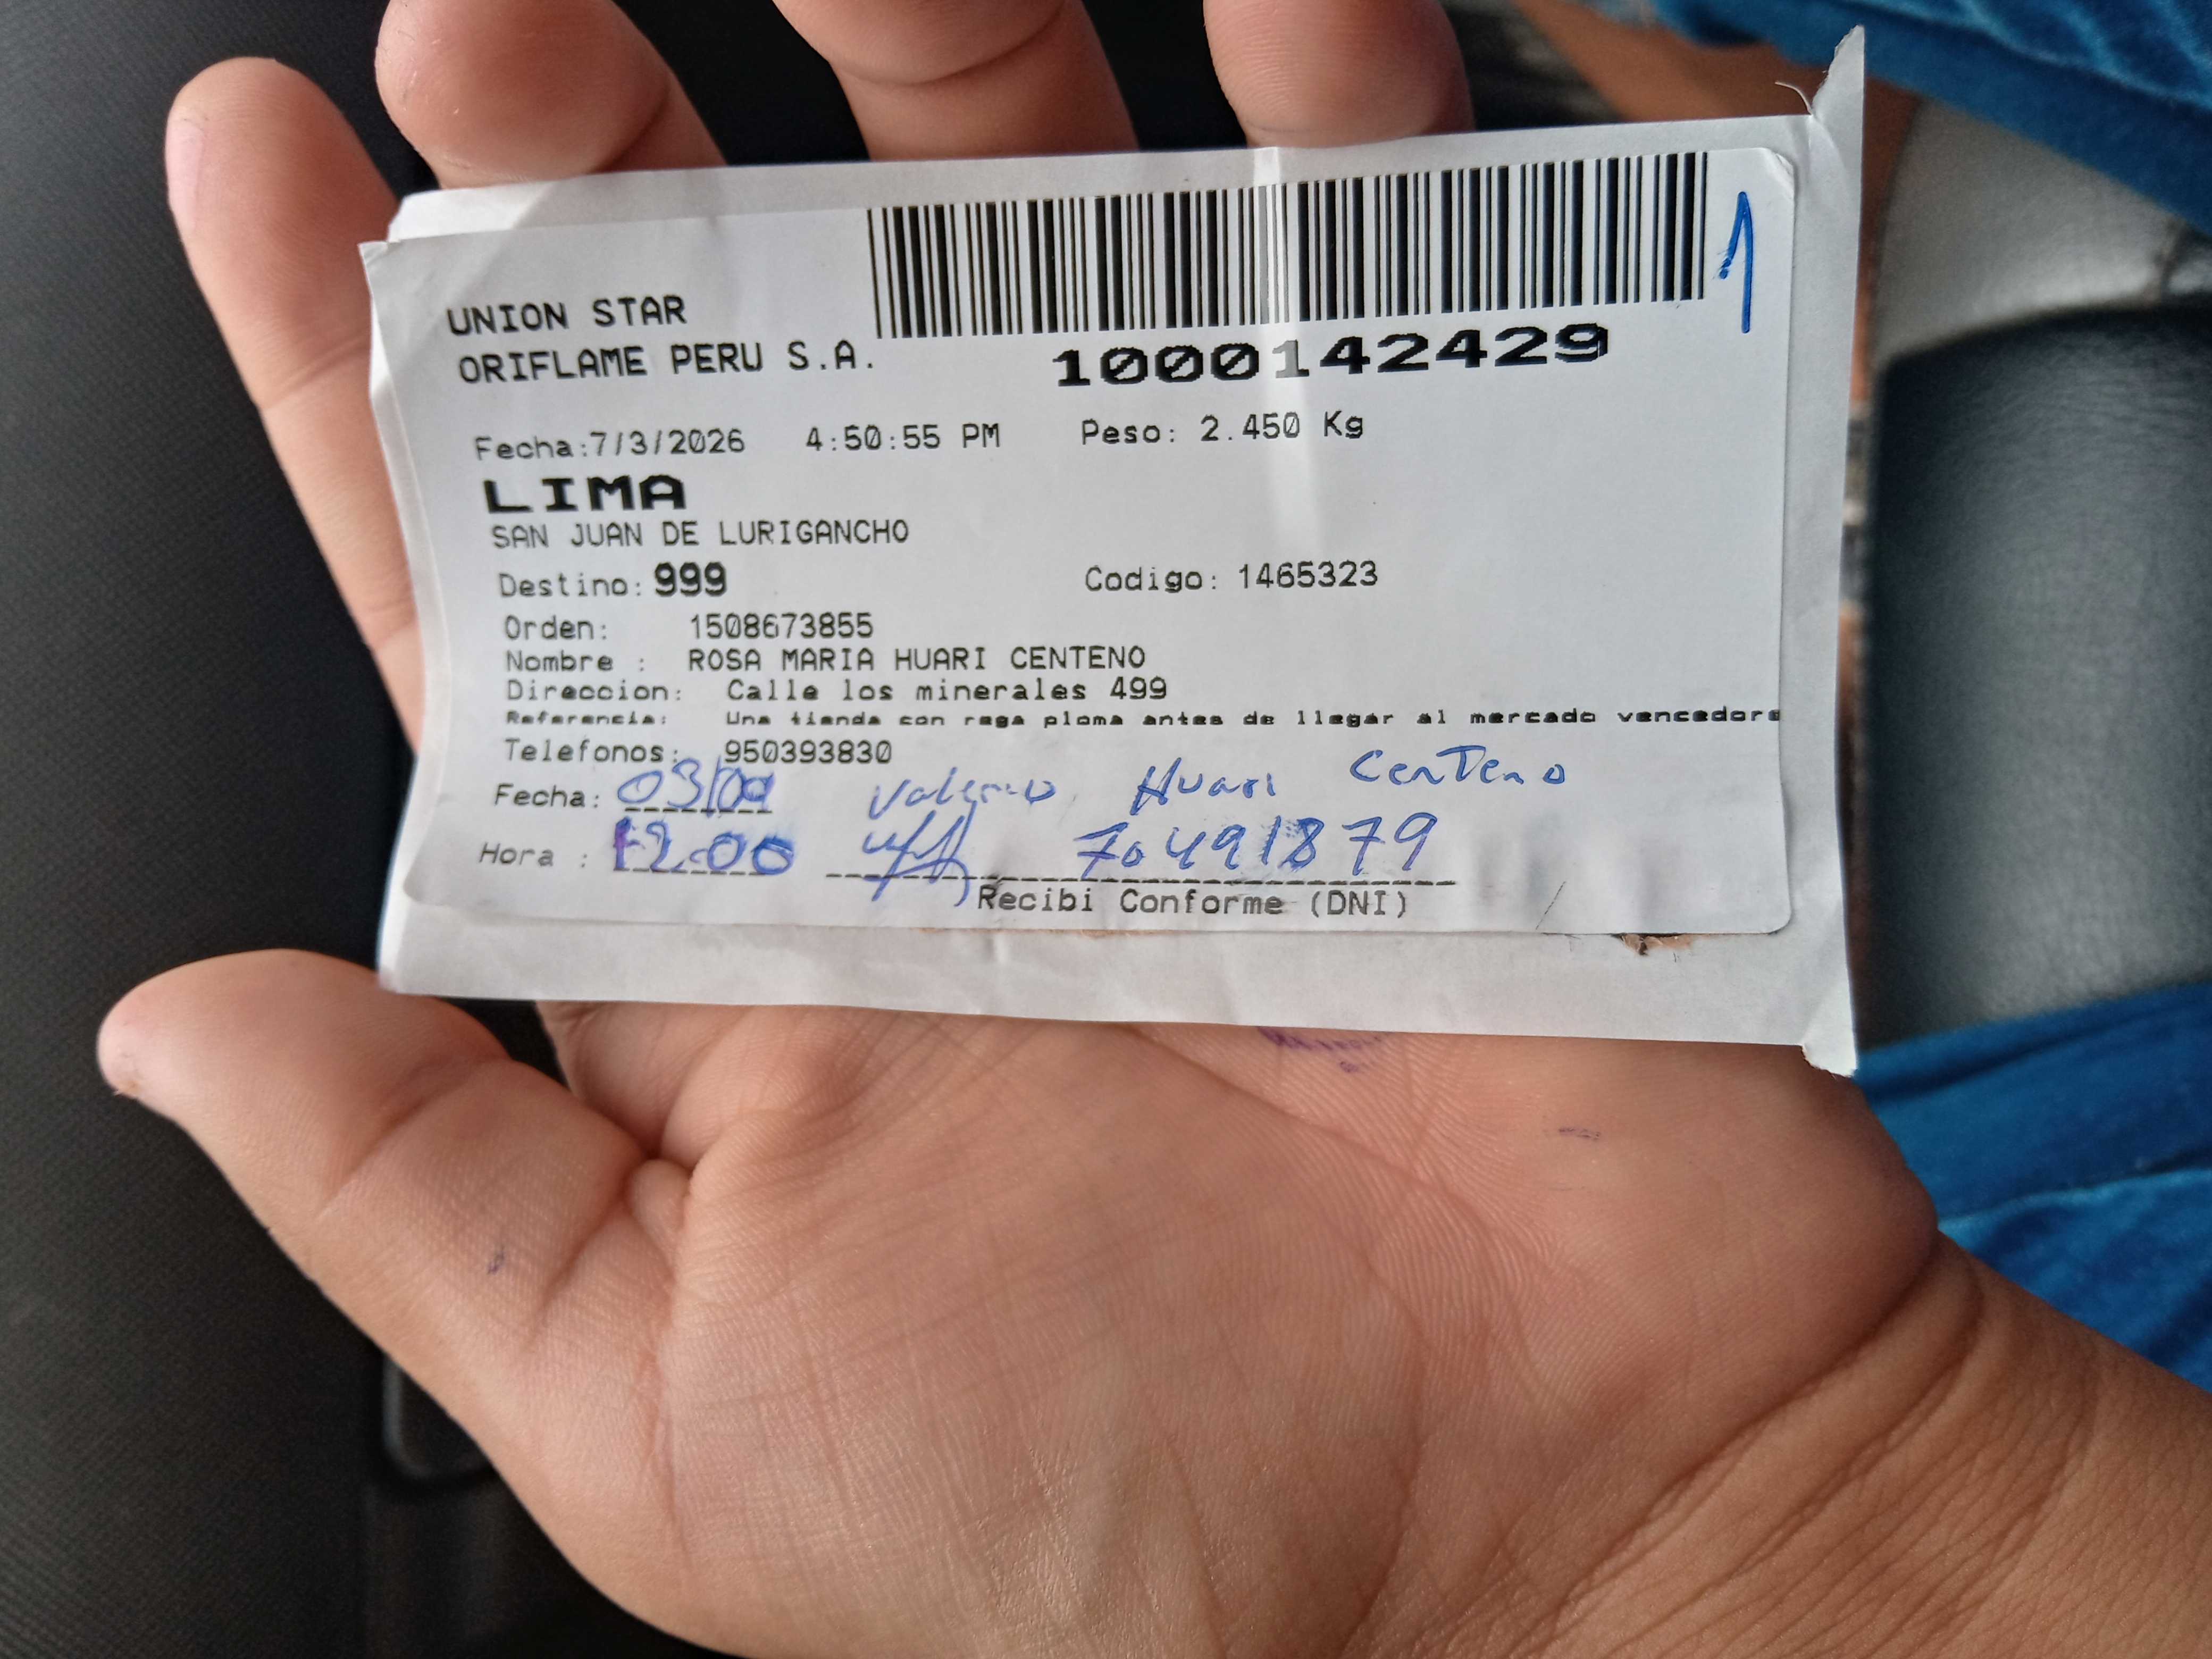 1
UNION STAR
ORIFLAME PERU S.A.
1000142429
Fecha:7/3/2026 4:50:55 PM Peso: 2.450 Kg
LIMA
SAN JUAN DE LURIGANCHO
Destino: 999 Codigo: 1465323
Orden: 1508673855
Nombre : ROSA MARIA HUARI CENTENO
Direccion: Calle los minerales 499
Referencia: Una tienda con raga ploma antes de llegar al mercado vencedore
Telefonos: 950393830
Fecha: Huari Centeno
Hora : 12:00 70491879
Recibi Conforme (DNI)